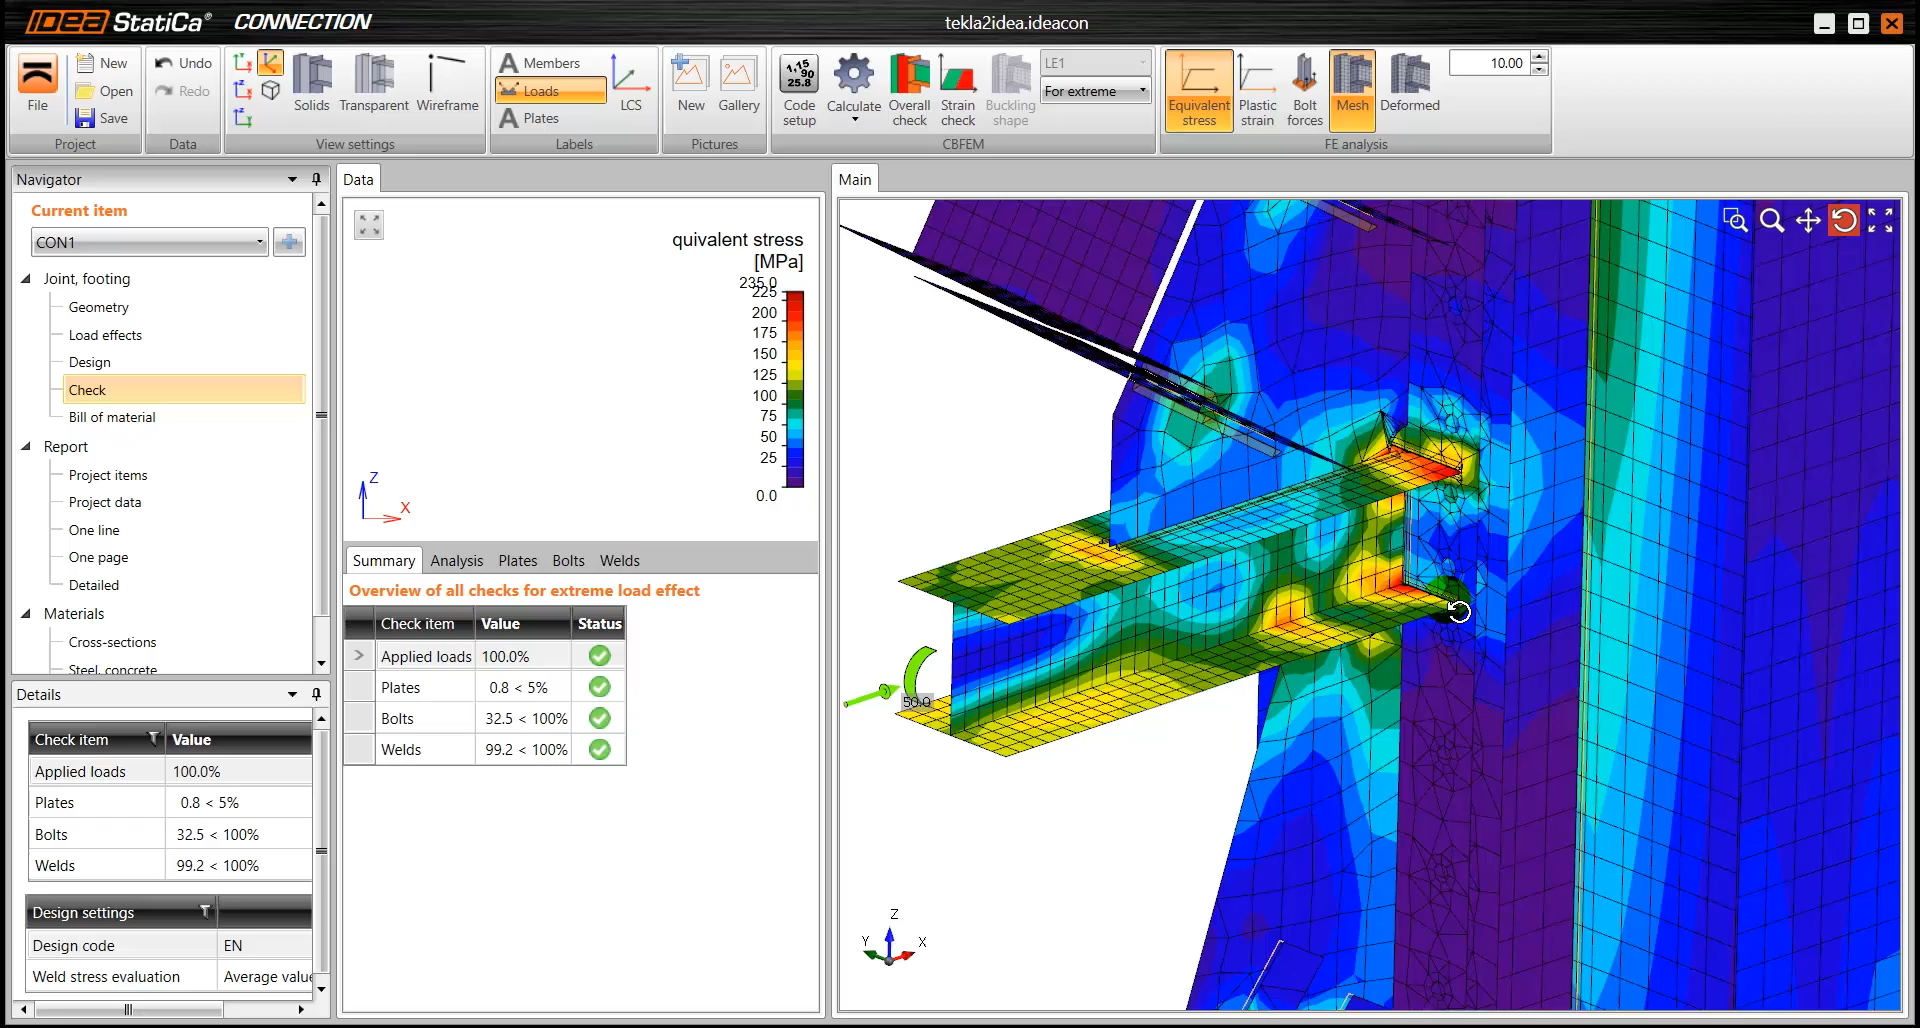 IDEA StatiCa® CONNECTION
tekla2idea.ideacon
File
New
Open
Save
Project
Undo
Redo
Data
Solids
Transparent
Wireframe
View settings
Members
Loads
Plates
LCS
Labels
New
Gallery
Pictures
1,15
90
25.8
Code setup
Calculate
Overall check
Strain check
Buckling shape
LE1
For extreme
CBFEM
Equivalent stress
Plastic strain
Bolt forces
Mesh
Deformed
10.00
FE analysis
Navigator
Current item
CON1
Joint, footing
Geometry
Load effects
Design
Check
Bill of material
Report
Project items
Project data
One line
One page
Detailed
Materials
Cross-sections
Steel, concrete
Details
Check item Value
Applied loads 100.0%
Plates 0.8 < 5%
Bolts 32.5 < 100%
Welds 99.2 < 100%
Design settings
Design code EN
Weld stress evaluation Average value
Data
quivalent stress
[MPa]
235.0
225
200
175
150
125
100
75
50
25
0.0
Z
X
Summary Analysis Plates Bolts Welds
Overview of all checks for extreme load effect
Check item Value Status
> Applied loads 100.0%
Plates 0.8 < 5%
Bolts 32.5 < 100%
Welds 99.2 < 100%
Main
50.0
Z
Y X